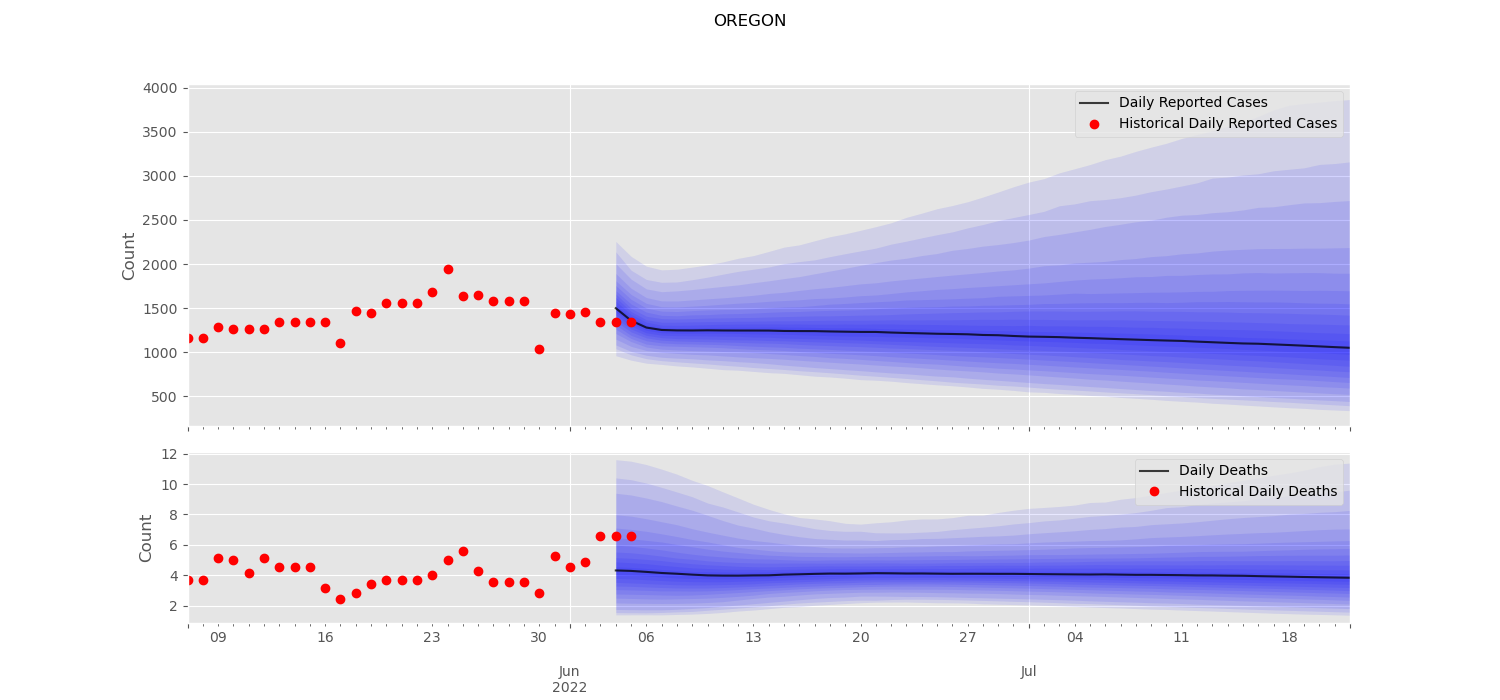 OREGON
4000
3500
3000
2500
2000
1500
1000
500
Count
Daily Reported Cases
Historical Daily Reported Cases
12
10
8
6
4
2
Count
Daily Deaths
Historical Daily Deaths
09 16 23 30 06 13 20 27 04 11 18
Jun Jul
2022